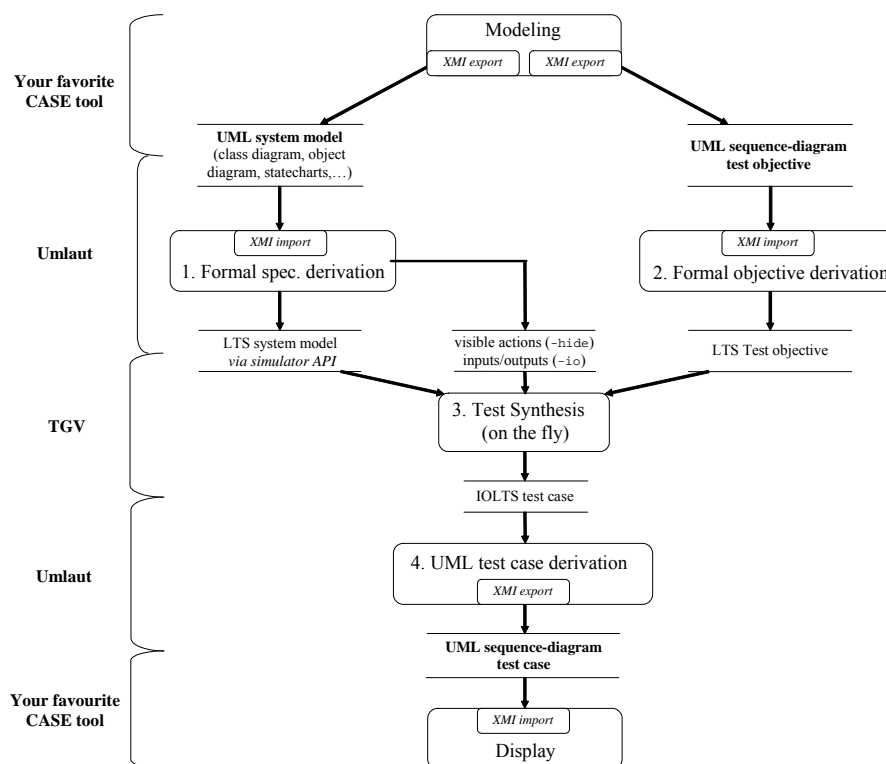 Modeling
XMI export
XMI export
Your favorite
CASE tool
UML system model
(class diagram, object
diagram, statecharts,…)
UML sequence-diagram
test objective
Umlaut
XMI import
1. Formal spec. derivation
XMI import
2. Formal objective derivation
LTS system model
via simulator API
visible actions (-hide)
inputs/outputs (-io)
LTS Test objective
TGV
3. Test Synthesis
(on the fly)
IOLTS test case
Umlaut
4. UML test case derivation
XMI export
UML sequence-diagram
test case
Your favourite
CASE tool
XMI import
Display